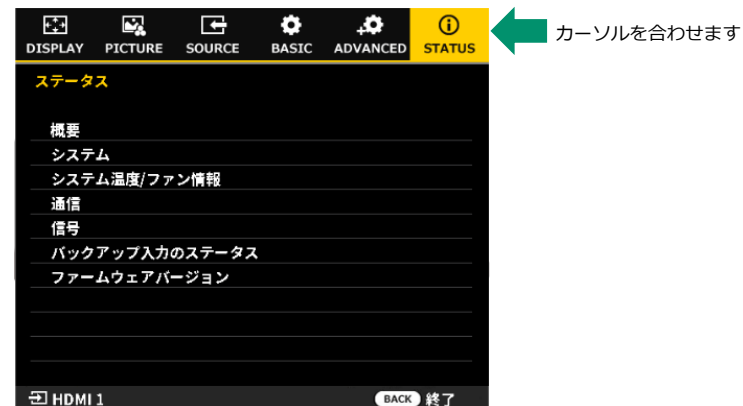 DISPLAY PICTURE SOURCE BASIC ADVANCED STATUS
カーソルを合わせます
ステータス
概要
システム
システム温度/ファン情報
通信
信号
バックアップ入力のステータス
ファームウェアバージョン
HDMI 1
BACK 終了